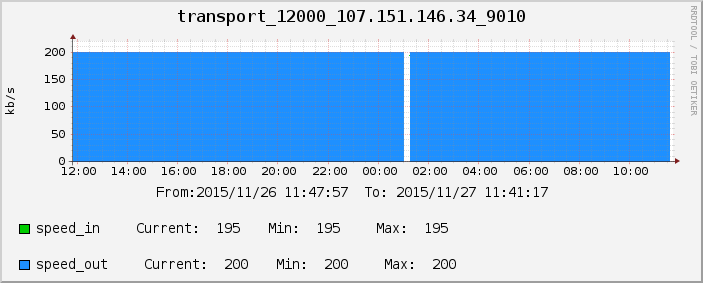 transport_12000_107.151.146.34_9010
RRDTOOL / TOBI OETIKER
kb/s
200
150
100
50
0
12:00 14:00 16:00 18:00 20:00 22:00 00:00 02:00 04:00 06:00 08:00 10:00
From:2015/11/26 11:47:57 To: 2015/11/27 11:41:17
speed_in Current: 195 Min: 195 Max: 195
speed_out Current: 200 Min: 200 Max: 200